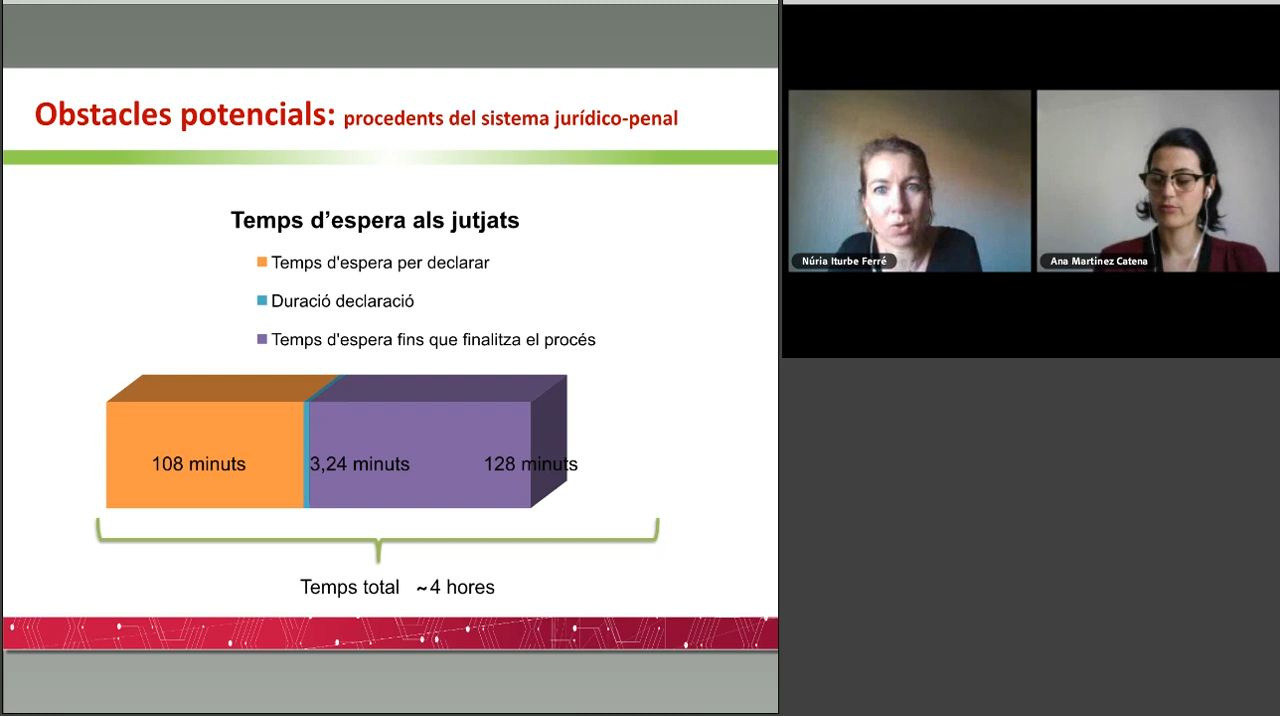 Obstacles potencials: procedents del sistema jurídico-penal
Temps d’espera als jutjats
Temps d'espera per declarar
Duració declaració
Temps d'espera fins que finalitza el procés
108 minuts
3,24 minuts
128 minuts
Temps total ~4 hores
Núria Iturbe Ferré
Ana Martínez Catena